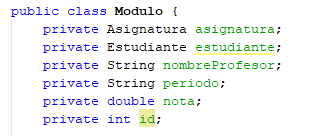 public class Modulo {
private Asignatura asignatura;
private Estudiante estudiante;
private String nombreProfesor;
private String periodo;
private double nota;
private int id;